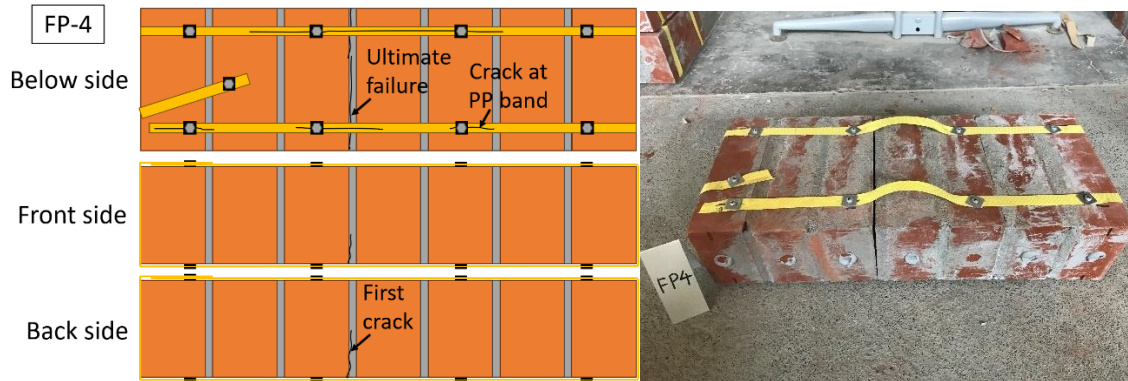 FP-4
Below side
Ultimate
failure
Crack at
PP band
Front side
Back side
First
crack
FP4